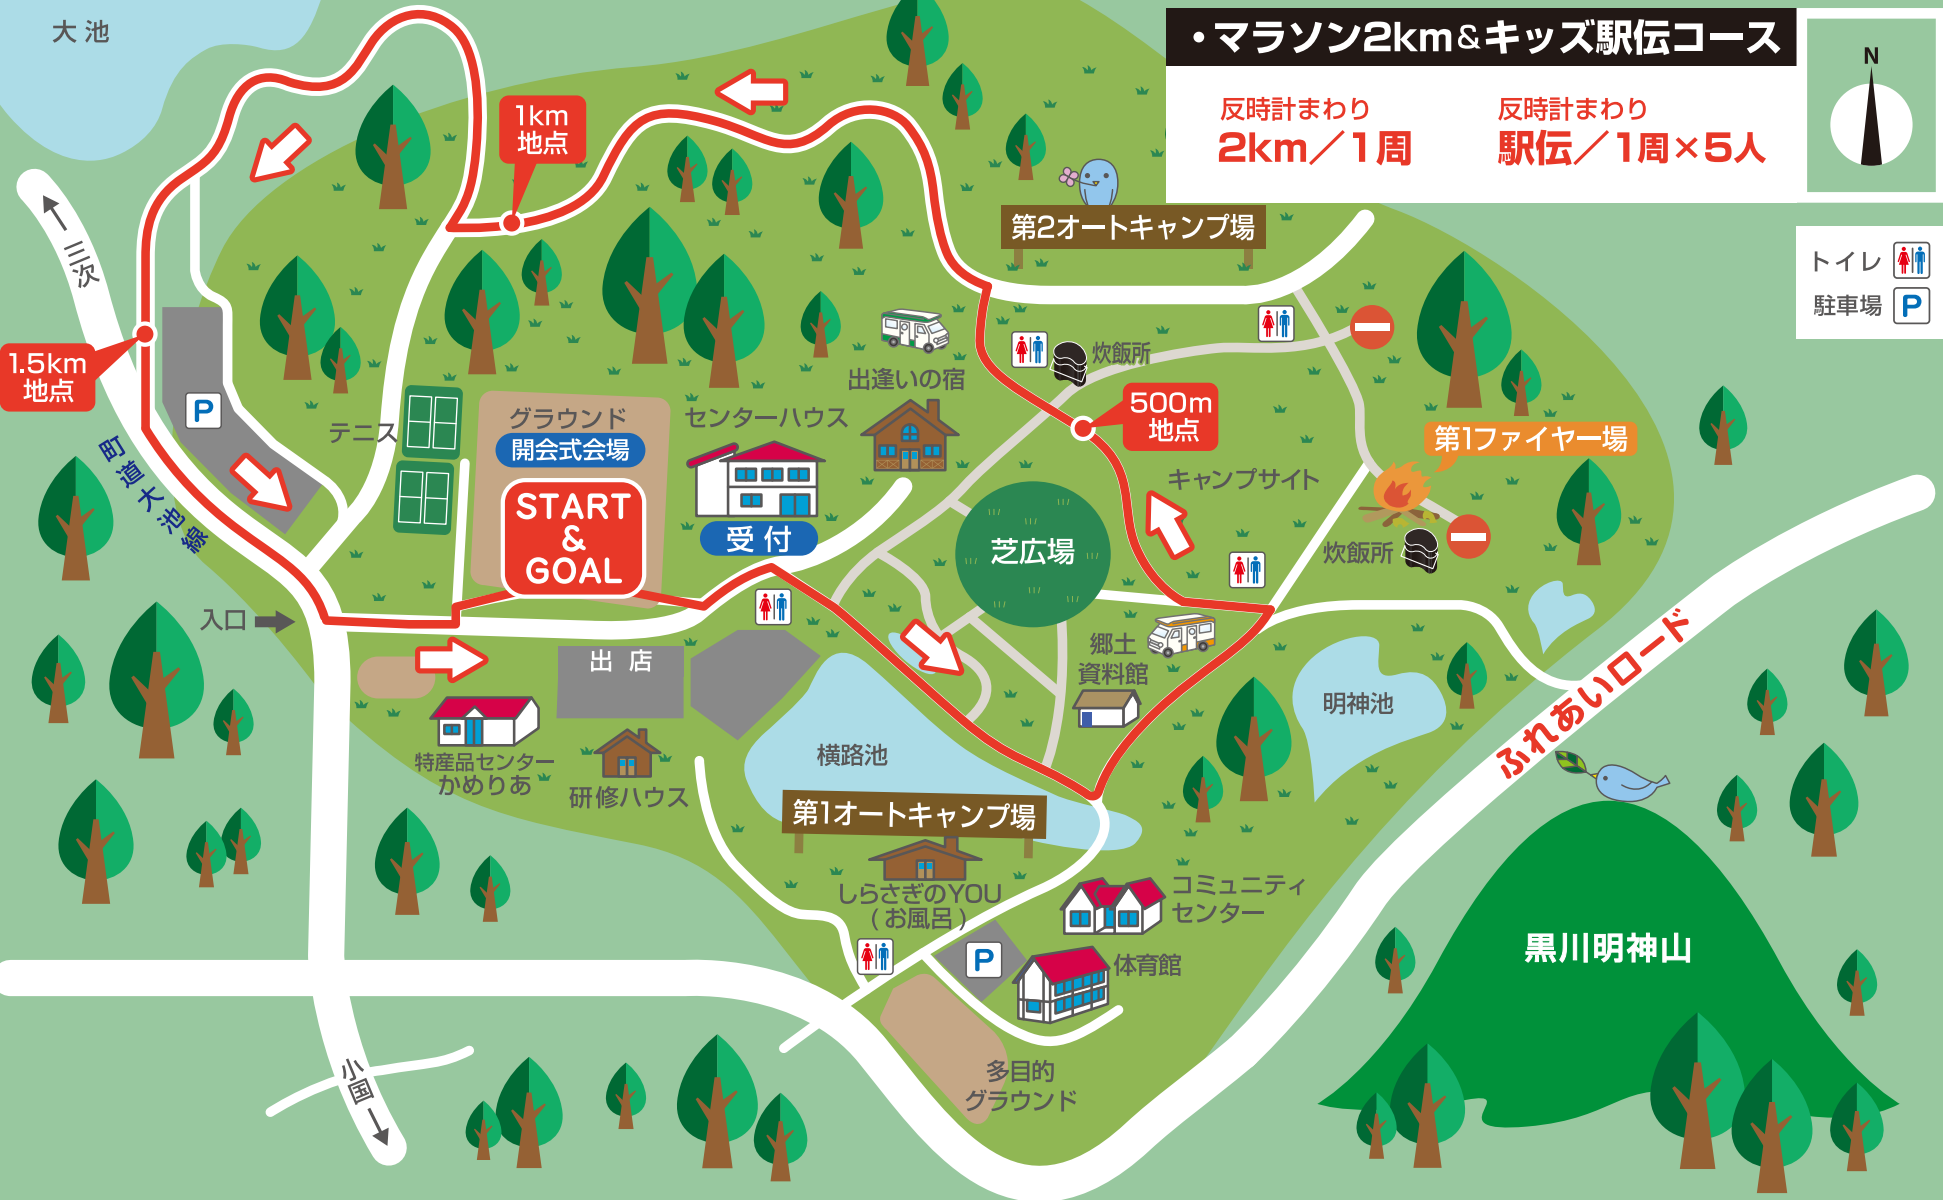 大池
・マラソン2km&キッズ駅伝コース
反時計まわり
2km／1周
反時計まわり
駅伝／1周×5人
N
トイレ
駐車場
P
1km
地点
第2オートキャンプ場
三次
1.5km
地点
P
町道大池線
テニス
グラウンド
開会式会場
START
&
GOAL
センターハウス
受付
出逢いの宿
炊飯所
500m
地点
キャンプサイト
第1ファイヤー場
炊飯所
芝広場
入口
出店
郷土
資料館
明神池
ふれあいロード
特産品センター
かめりあ
研修ハウス
横路池
第1オートキャンプ場
しらさぎのYOU
(お風呂)
コミュニティ
センター
P
体育館
黒川明神山
多目的
グラウンド
小国